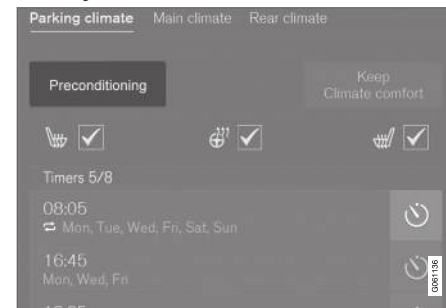 Parking climate Main climate Rear climate
Preconditioning
Keep
Climate comfort
Timers 5/8
08:05
Mon, Tue, Wed, Fri, Sat, Sun
16:45
Mon, Wed, Fri
G061136